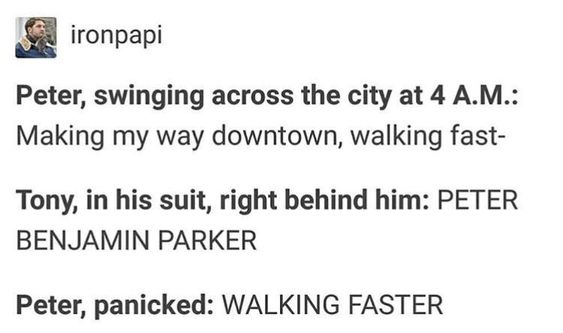 ironpapi
Peter, swinging across the city at 4 A.M.:
Making my way downtown, walking fast-
Tony, in his suit, right behind him: PETER
BENJAMIN PARKER
Peter, panicked: WALKING FASTER